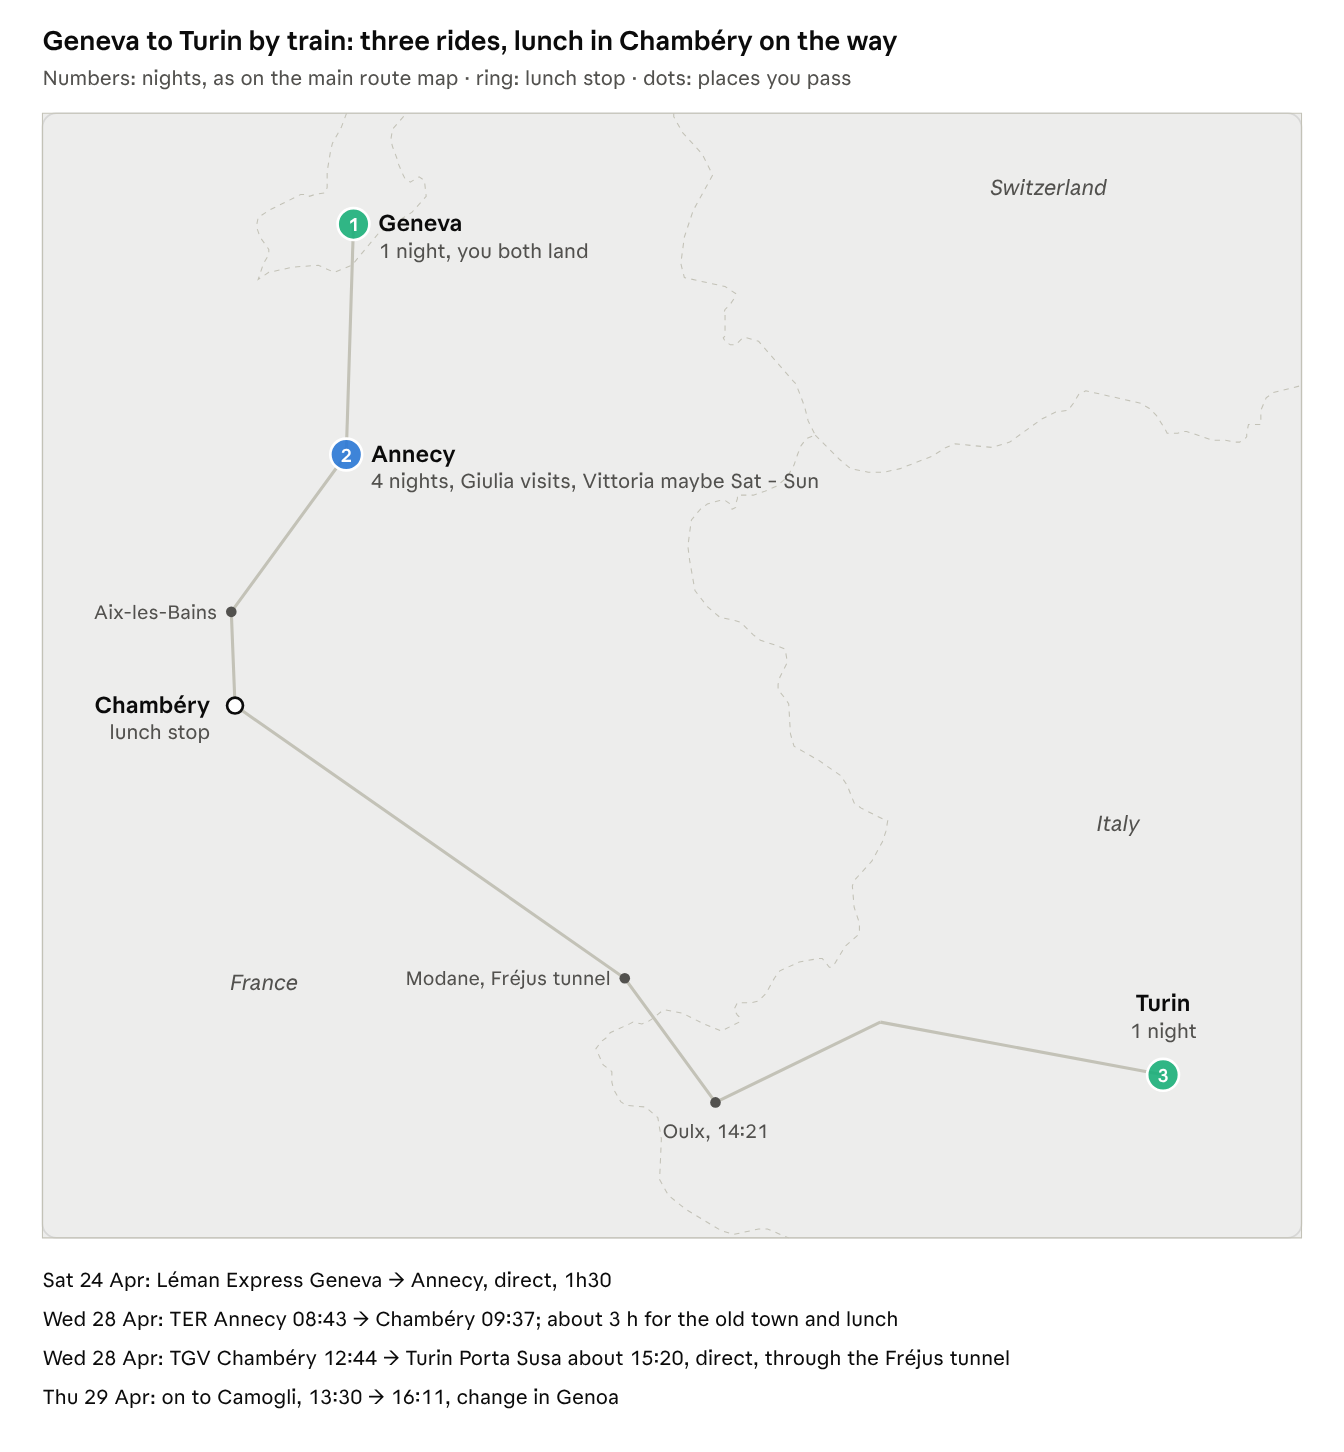 Geneva to Turin by train: three rides, lunch in Chambéry on the way
Numbers: nights, as on the main route map · ring: lunch stop · dots: places you pass
Switzerland
1 Geneva
1 night, you both land
2 Annecy
4 nights, Giulia visits, Vittoria maybe Sat – Sun
Aix-les-Bains
Chambéry
lunch stop
Italy
France
Modane, Fréjus tunnel
Turin
1 night
3
Oulx, 14:21
Sat 24 Apr: Léman Express Geneva → Annecy, direct, 1h30
Wed 28 Apr: TER Annecy 08:43 → Chambéry 09:37; about 3 h for the old town and lunch
Wed 28 Apr: TGV Chambéry 12:44 → Turin Porta Susa about 15:20, direct, through the Fréjus tunnel
Thu 29 Apr: on to Camogli, 13:30 → 16:11, change in Genoa